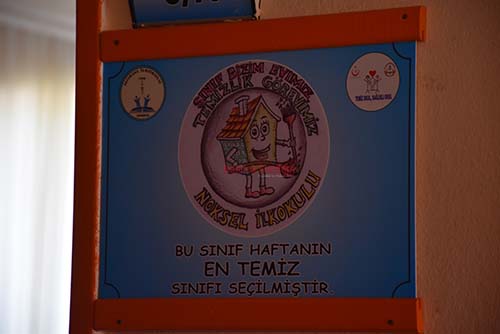 SINIF BİZİM EVİMİZ
TEMİZLİK GÖREVİMİZ
NOKSEL İLKOKULU
BU SINIF HAFTANIN
EN TEMİZ
SINIFI SEÇİLMİŞTİR.